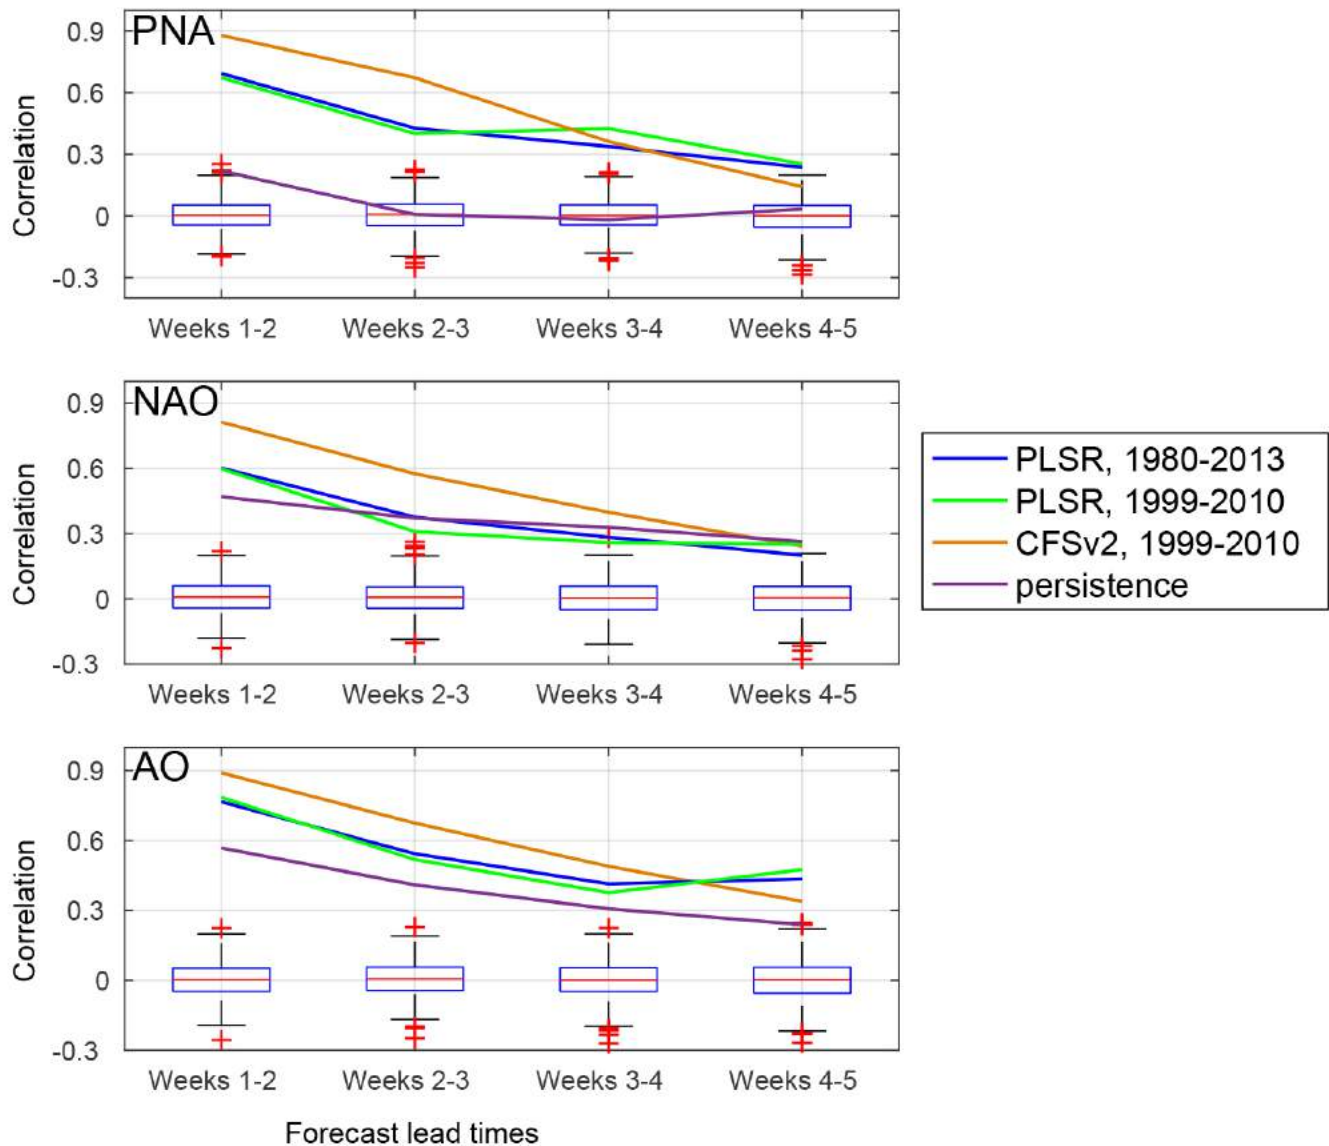 PNA
0.9
0.6
0.3
0
-0.3
Correlation
Weeks 1-2 Weeks 2-3 Weeks 3-4 Weeks 4-5
NAO
0.9
0.6
0.3
0
-0.3
Correlation
Weeks 1-2 Weeks 2-3 Weeks 3-4 Weeks 4-5
PLSR, 1980-2013
PLSR, 1999-2010
CFSv2, 1999-2010
persistence
AO
0.9
0.6
0.3
0
-0.3
Correlation
Weeks 1-2 Weeks 2-3 Weeks 3-4 Weeks 4-5
Forecast lead times